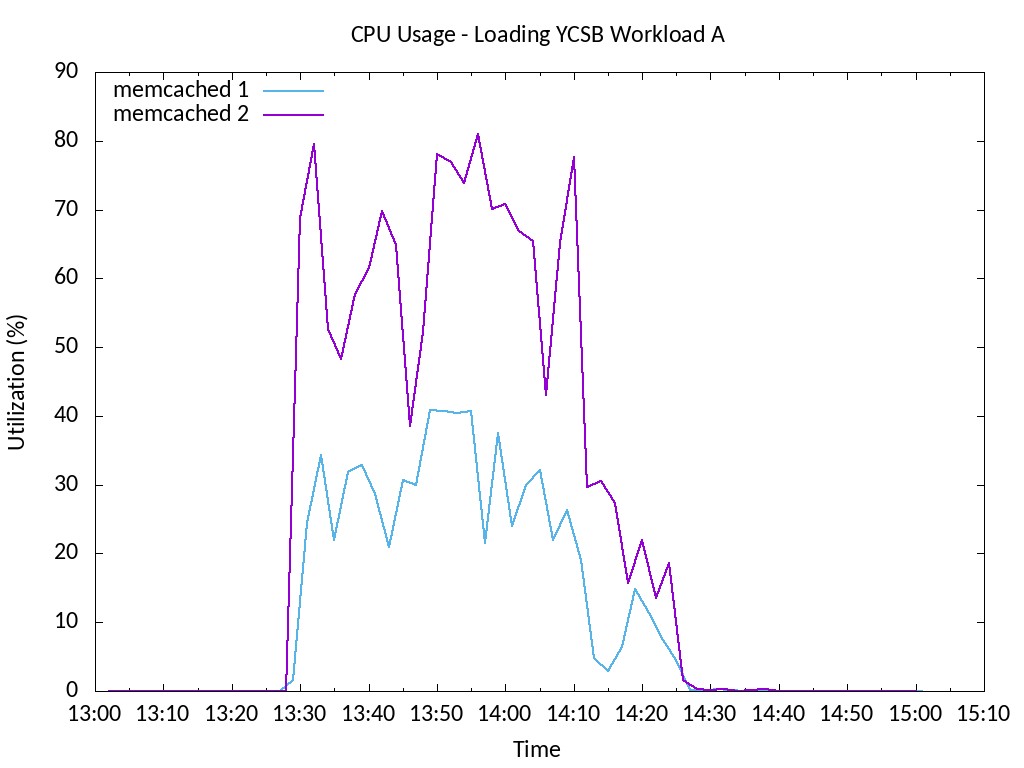 CPU Usage - Loading YCSB Workload A
90
80
70
60
50
40
30
20
10
0
memcached 1
memcached 2
Utilization (%)
13:00 13:10 13:20 13:30 13:40 13:50 14:00 14:10 14:20 14:30 14:40 14:50 15:00 15:10
Time